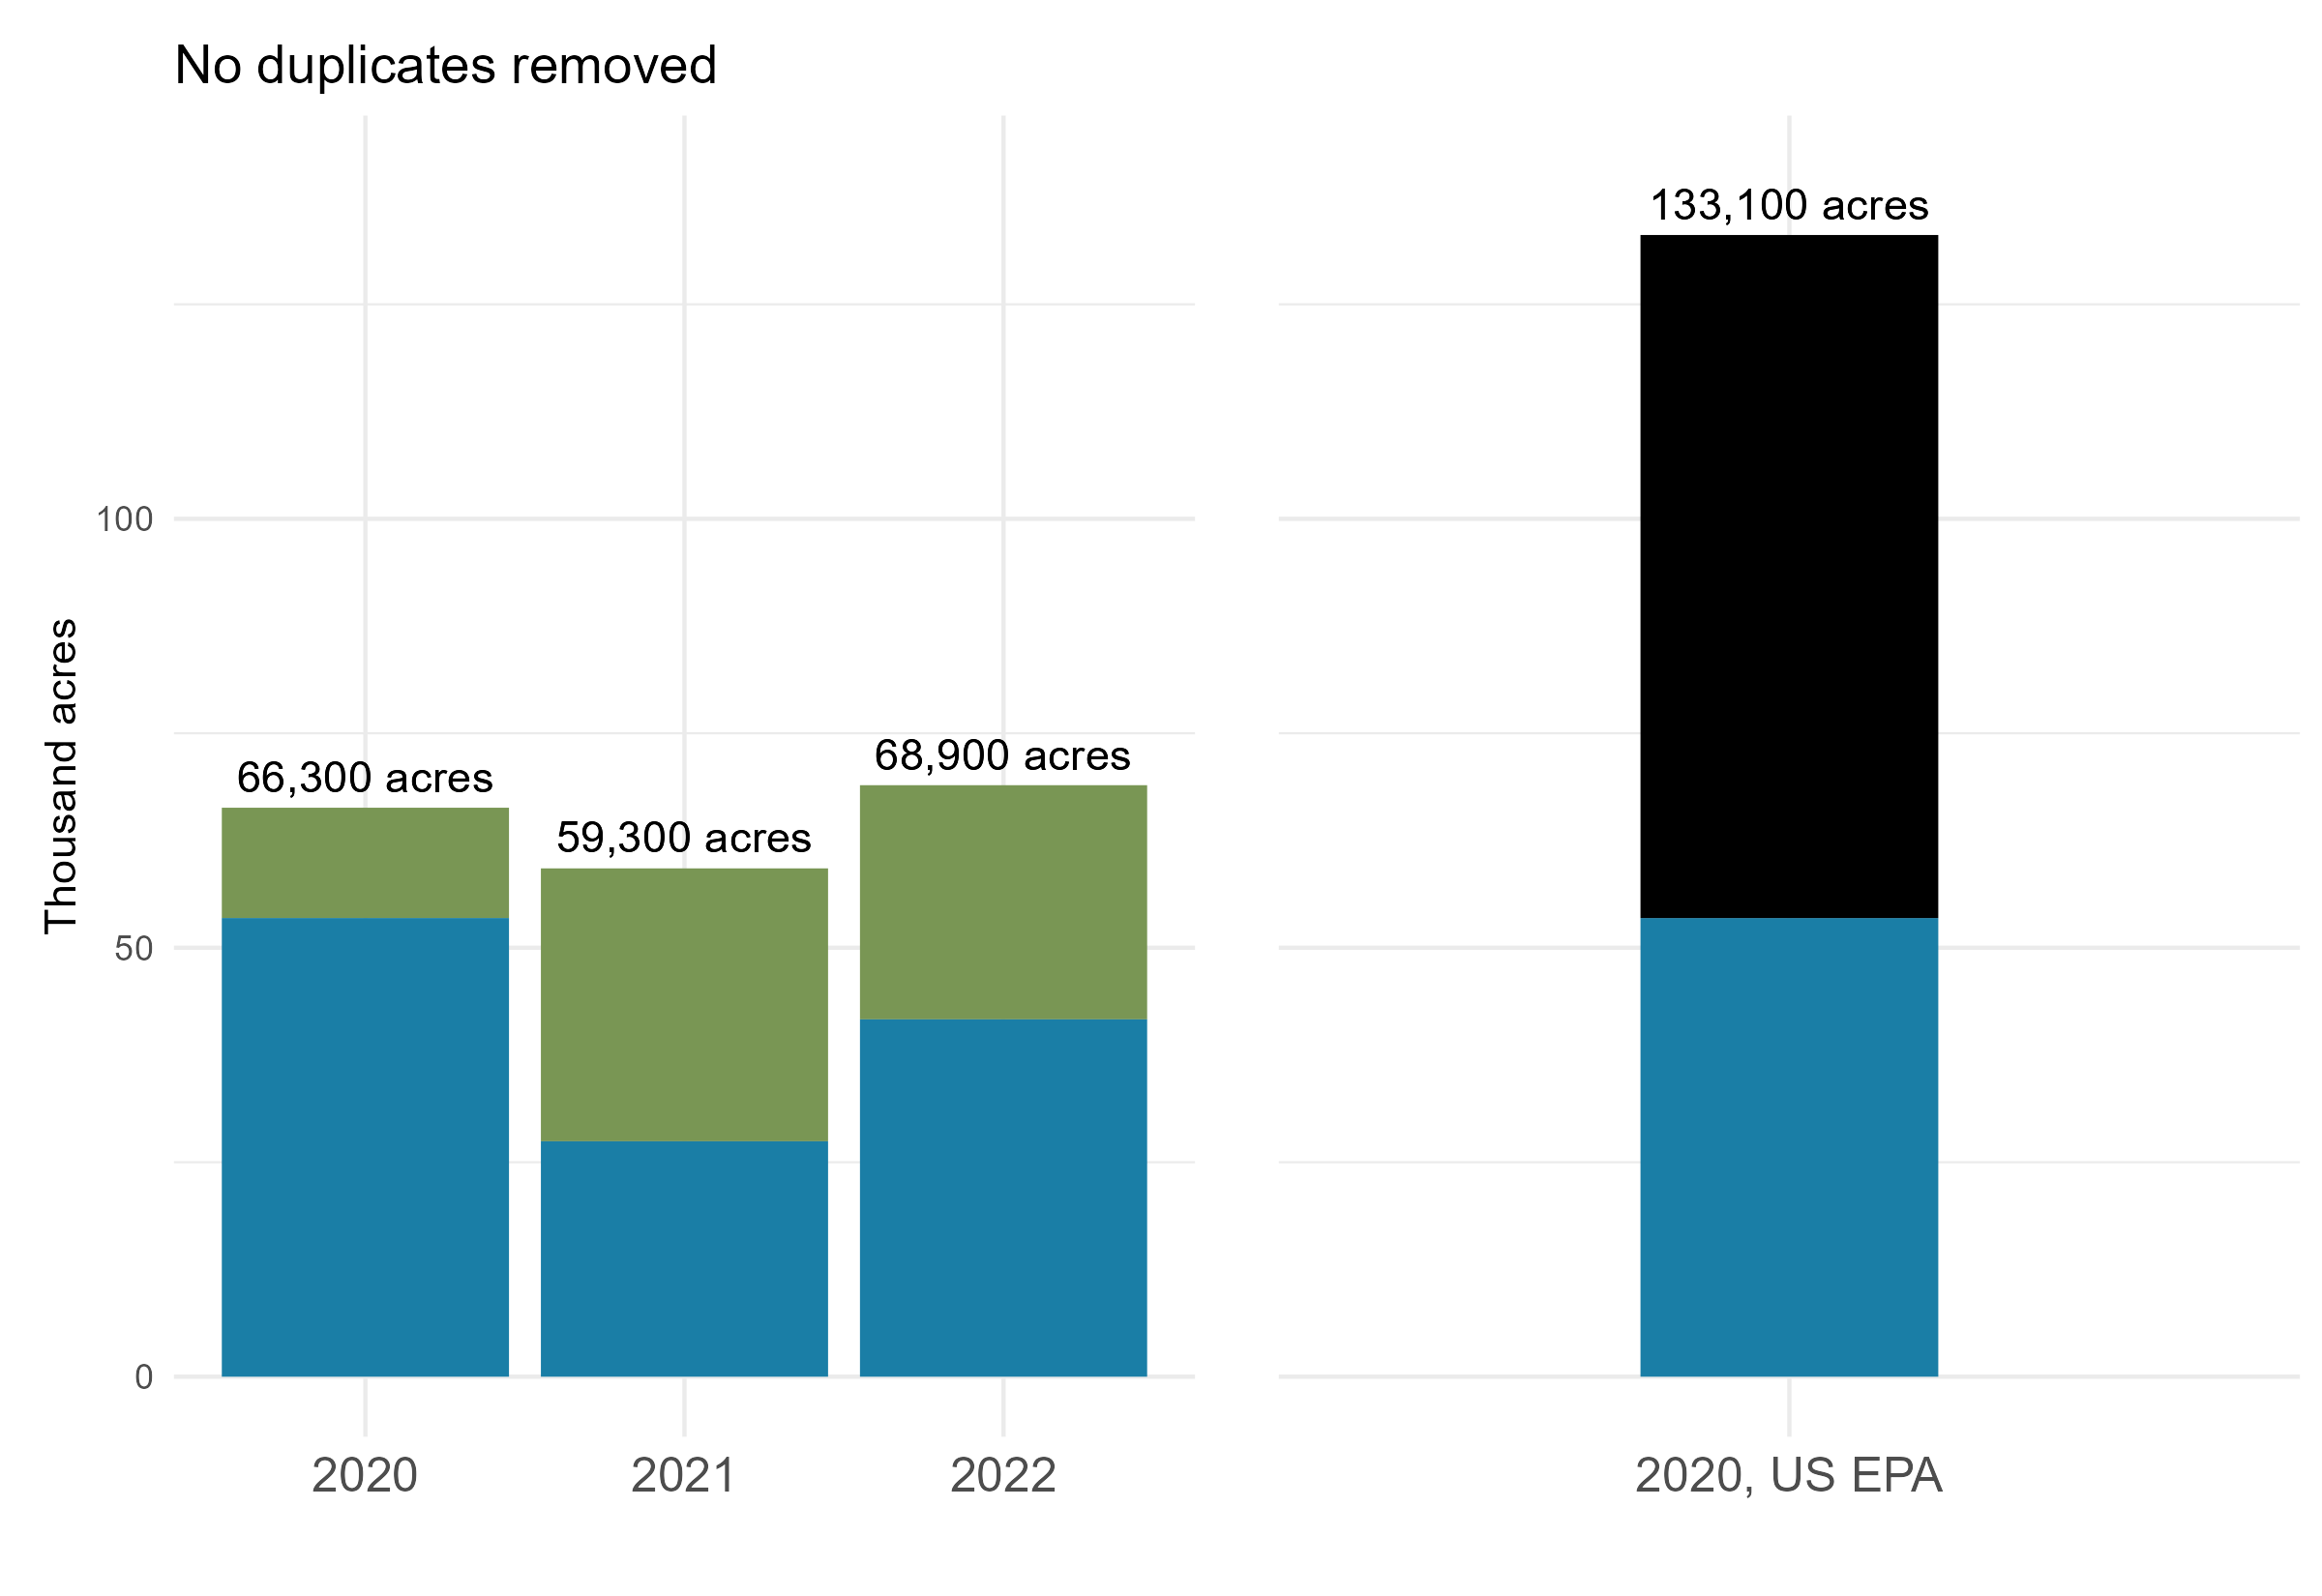 No duplicates removed
133,100 acres
100
Thousand acres
68,900 acres
66,300 acres
59,300 acres
50
0
2020
2021
2022
2020, US EPA